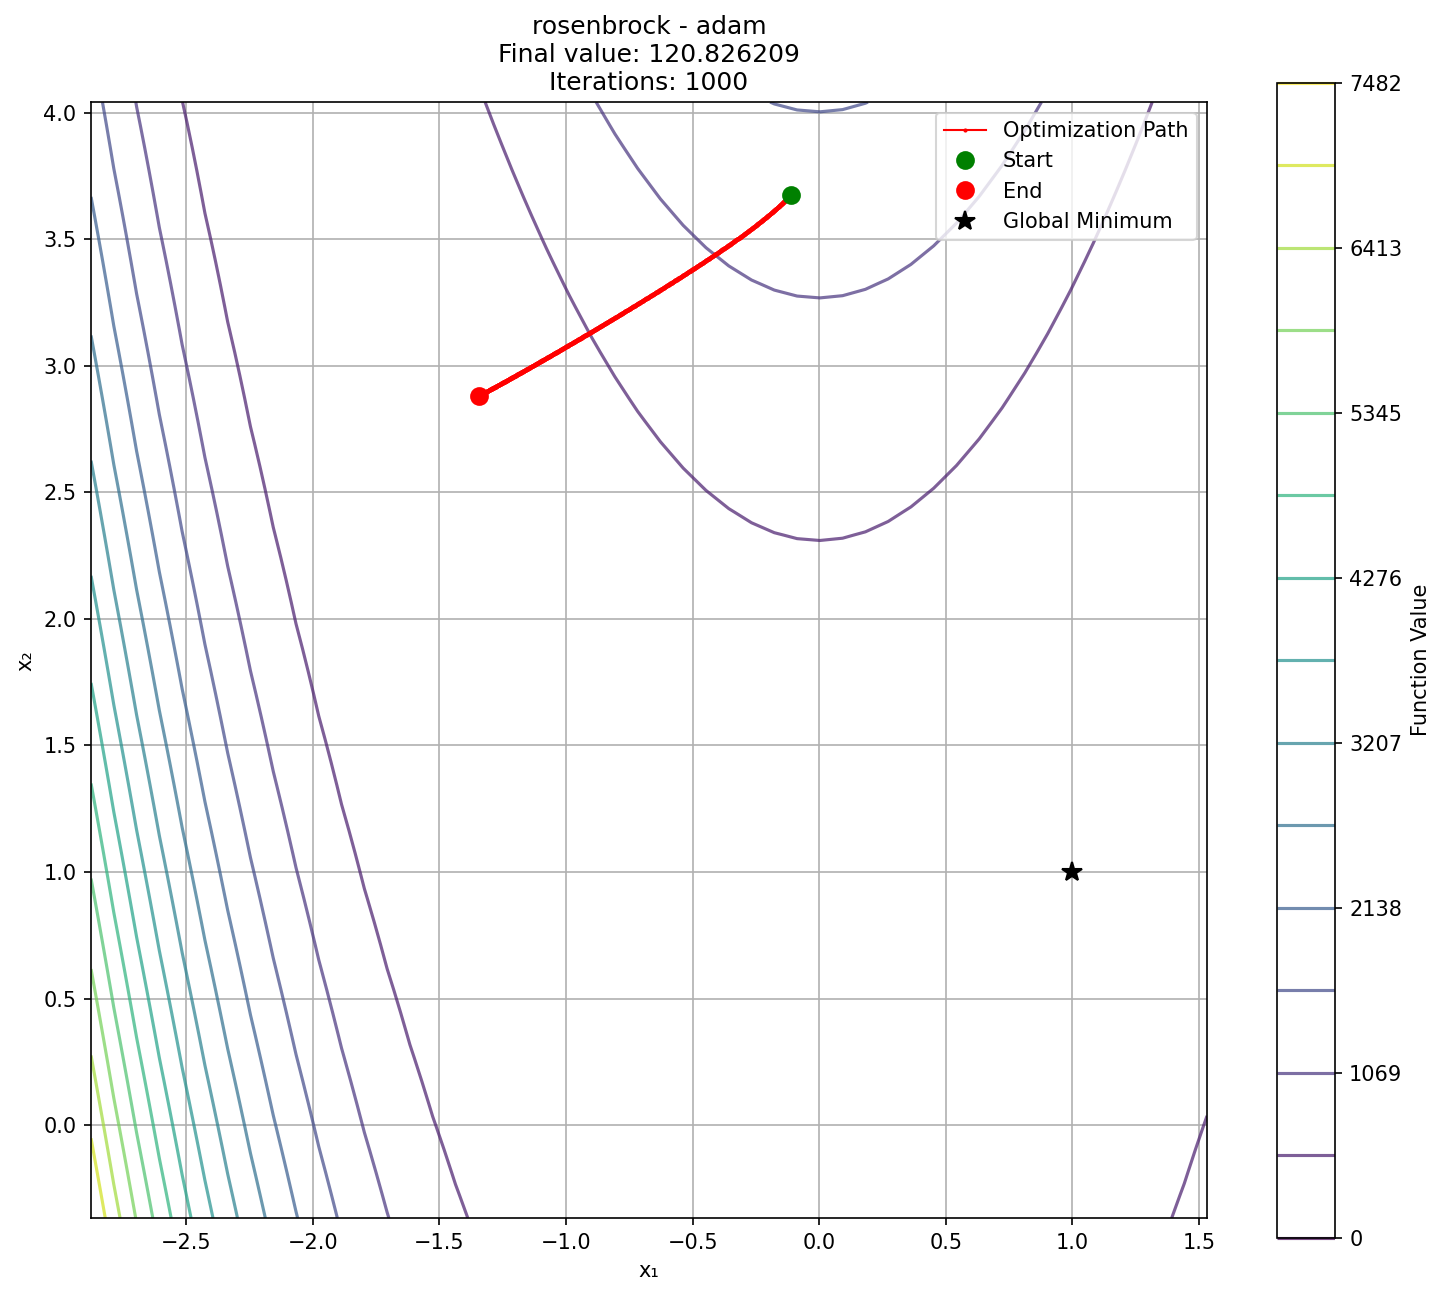 rosenbrock - adam
Final value: 120.826209
Iterations: 1000
Optimization Path
Start
End
Global Minimum
4.0
3.5
3.0
2.5
2.0
1.5
1.0
0.5
0.0
x₂
−2.5 −2.0 −1.5 −1.0 −0.5 0.0 0.5 1.0 1.5
x₁
7482
6413
5345
4276
3207
2138
1069
0
Function Value